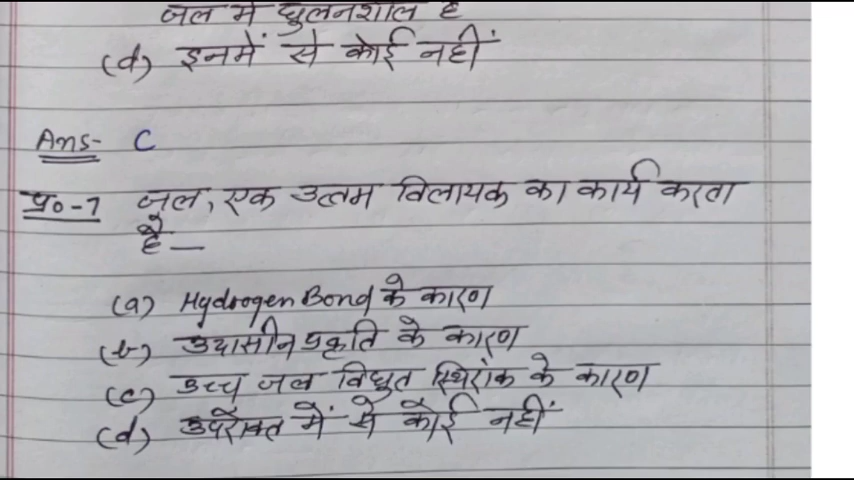 जल में घुलनशील है
(d) इनमें से कोई नहीं
Ans- C
प्र०-7 जल, एक उत्तम विलायक का कार्य करता
है —
(a) Hydrogen Bond के कारण
(b) उदासीन प्रकृति के कारण
(c) उच्च जल विधुत स्थिरांक के कारण
(d) उपरोक्त में से कोई नहीं